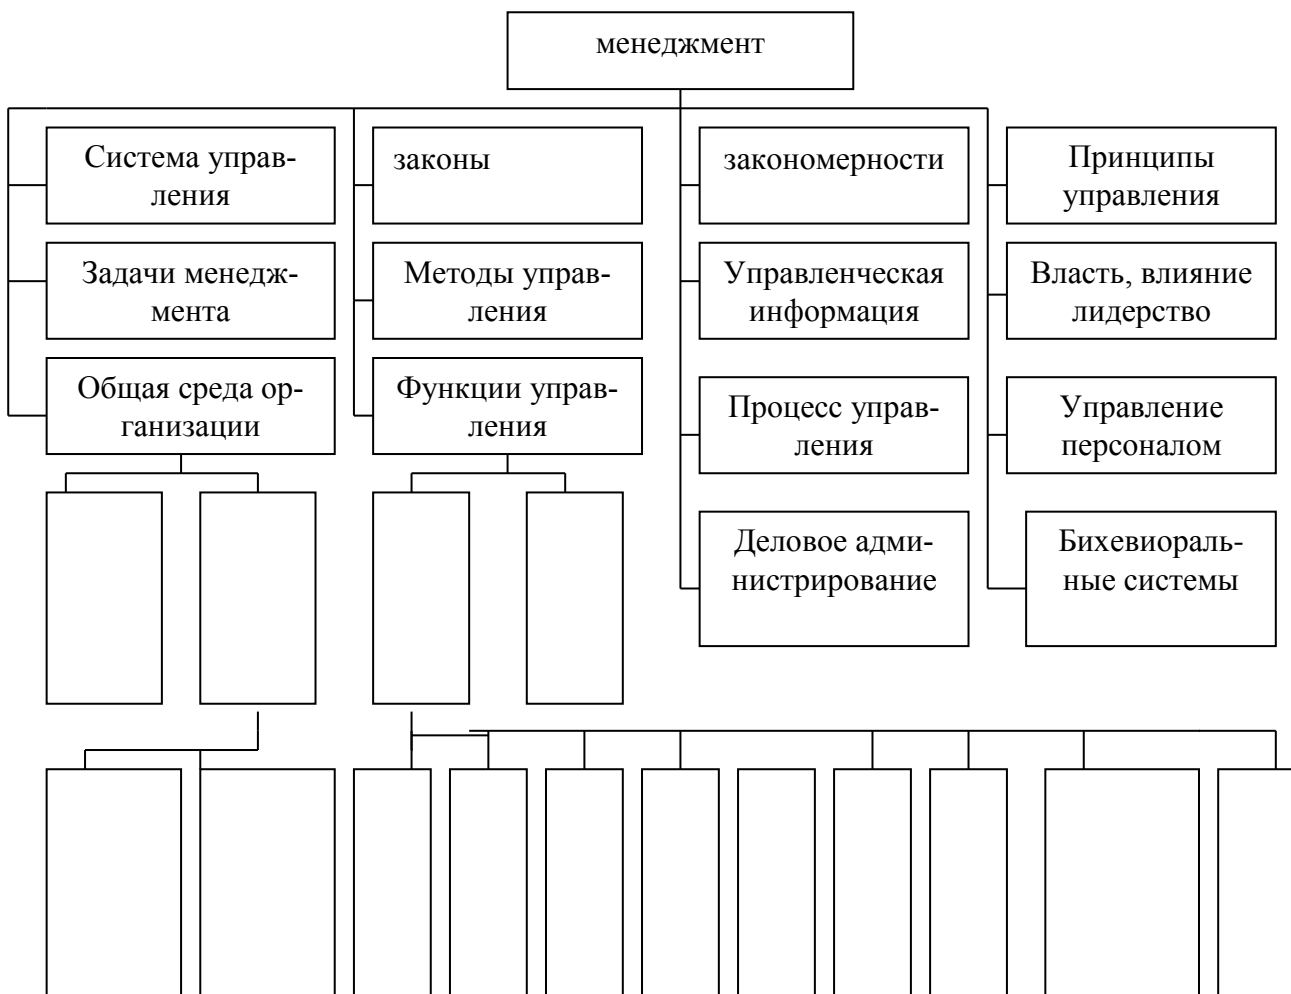 менеджмент
Система управ-
ления
законы
закономерности
Принципы
управления
Задачи менедж-
мента
Методы управ-
ления
Управленческая
информация
Власть, влияние
лидерство
Общая среда ор-
ганизации
Функции управ-
ления
Процесс управ-
ления
Управление
персоналом
Деловое адми-
нистрирование
Бихевиораль-
ные системы